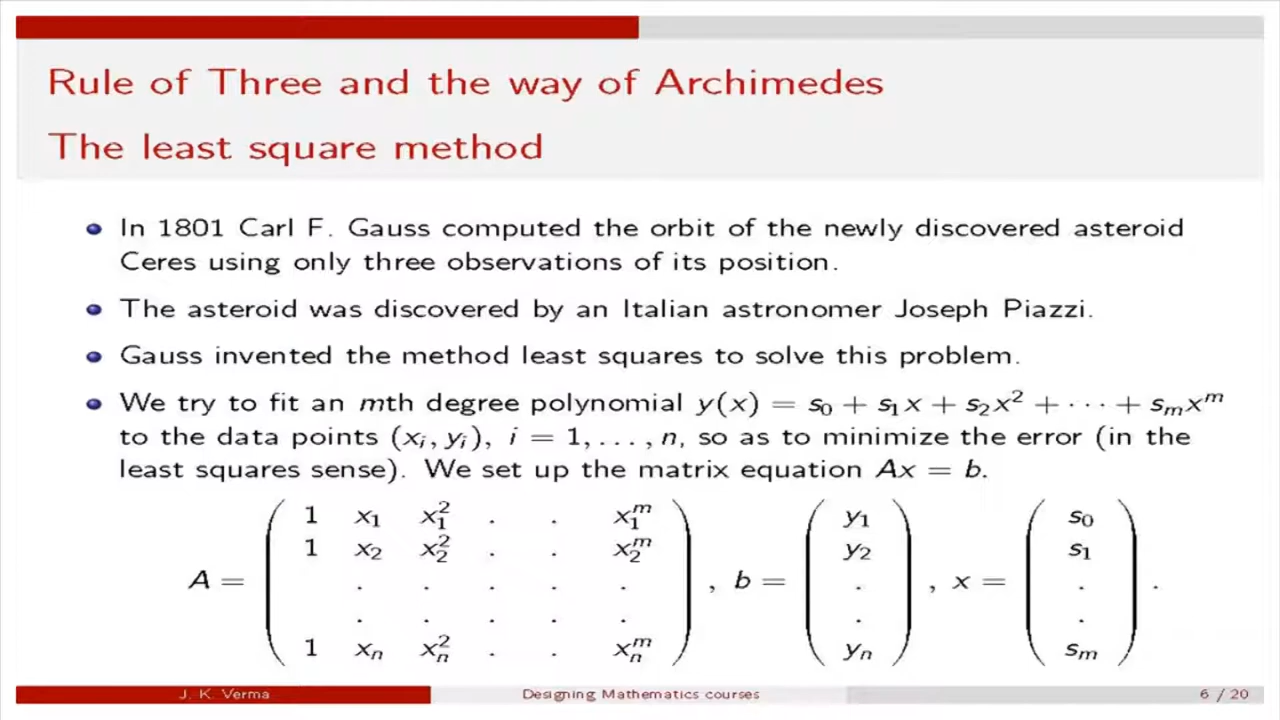 Rule of Three and the way of Archimedes
The least square method
In 1801 Carl F. Gauss computed the orbit of the newly discovered asteroid
Ceres using only three observations of its position.
The asteroid was discovered by an Italian astronomer Joseph Piazzi.
Gauss invented the method least squares to solve this problem.
We try to fit an mth degree polynomial y(x) = s₀ + s₁x + s₂x² + · · · + sₘxᵐ
to the data points (xᵢ, yᵢ), i = 1, . . . , n, so as to minimize the error (in the
least squares sense). We set up the matrix equation Ax = b.
1 x₁ x₁² . . x₁ᵐ y₁ s₀
1 x₂ x₂² . . x₂ᵐ y₂ s₁
A = . . . . . , b = . , x = . .
. . . . . . .
1 xₙ xₙ² . . xₙᵐ yₙ sₘ
J. K. Verma Designing Mathematics courses 6 / 20